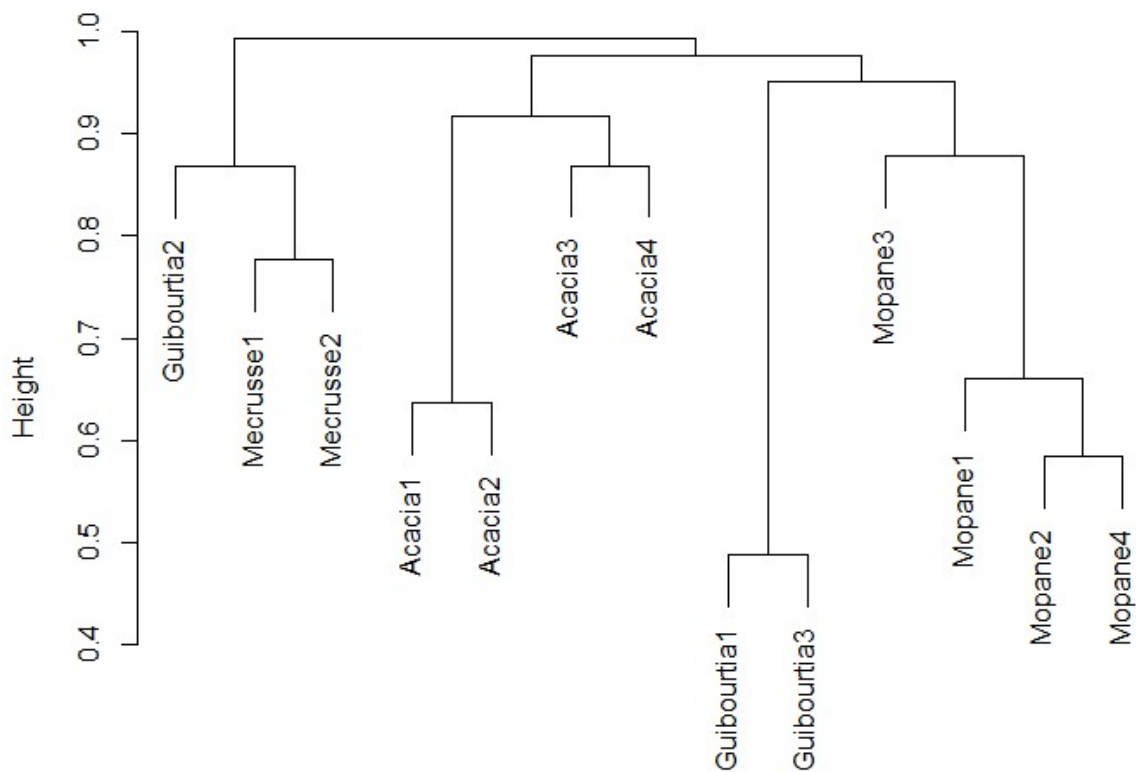 Height
1.0
0.9
0.8
0.7
0.6
0.5
0.4
Guibourtia2
Mecrusse1
Mecrusse2
Acacia1
Acacia2
Acacia3
Acacia4
Guibourtia1
Guibourtia3
Mopane3
Mopane1
Mopane2
Mopane4